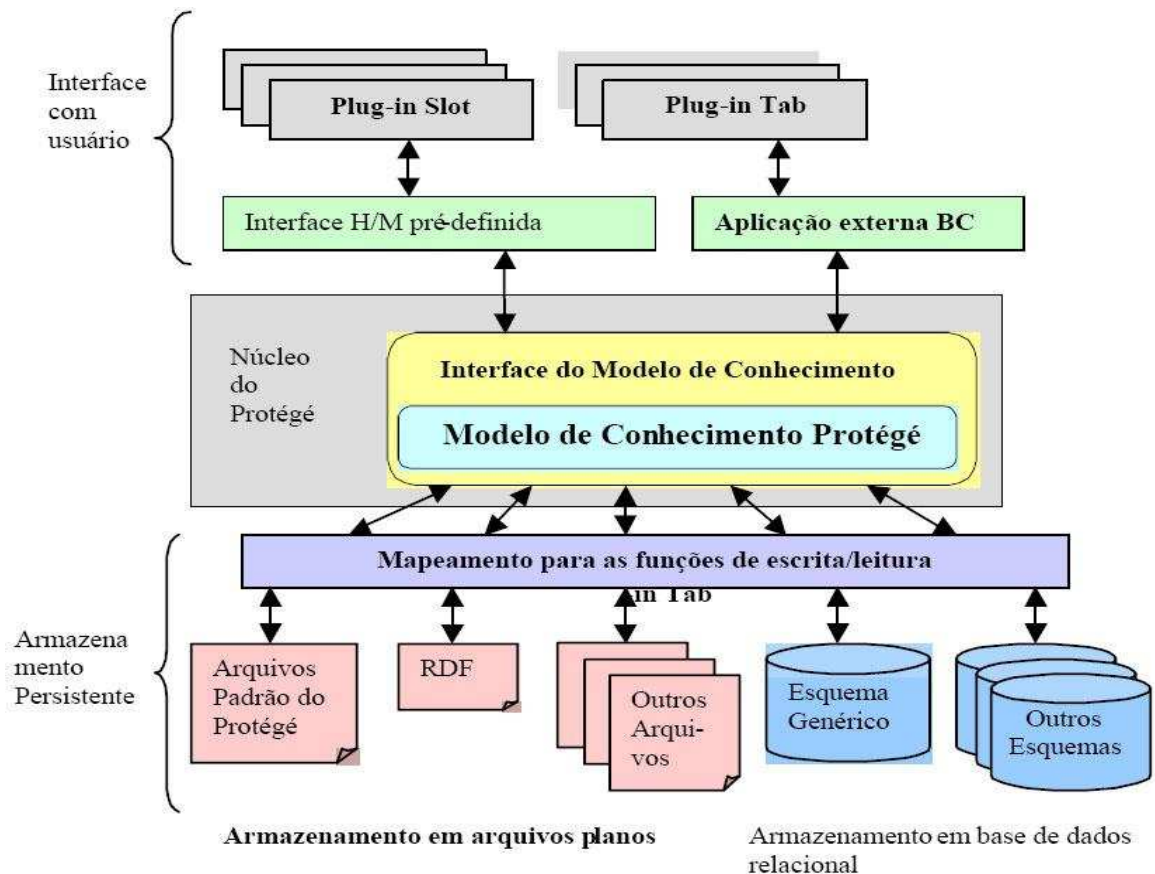 Interface
com
usuário
Plug-in Slot
Plug-in Tab
Interface H/M pré-definida
Aplicação externa BC
Núcleo
do
Protégé
Interface do Modelo de Conhecimento
Modelo de Conhecimento Protégé
Mapeamento para as funções de escrita/leitura
in Tab
Armazena
mento
Persistente
Arquivos
Padrão do
Protégé
RDF
Outros
Arqui-
vos
Esquema
Genérico
Outros
Esquemas
Armazenamento em arquivos planos
Armazenamento em base de dados
relacional